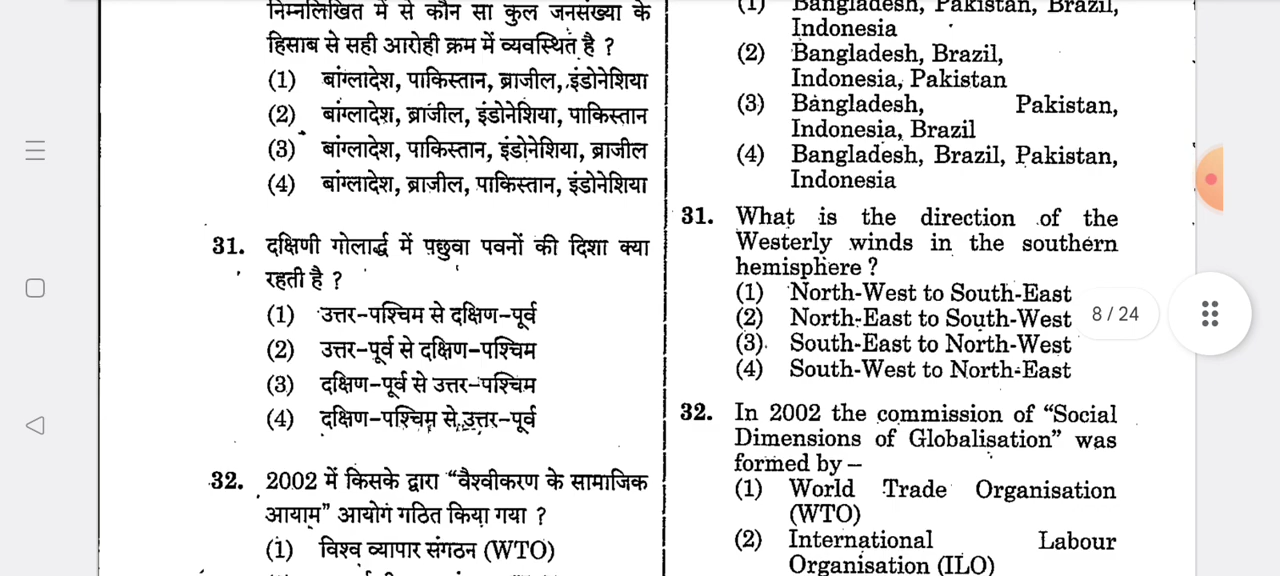 निम्नलिखित में से कौन सा कुल जनसंख्या के
हिसाब से सही आरोही क्रम में व्यवस्थित है ?
(1) बांग्लादेश, पाकिस्तान, ब्राजील, इंडोनेशिया
(2) बांग्लादेश, ब्राजील, इंडोनेशिया, पाकिस्तान
(3) बांग्लादेश, पाकिस्तान, इंडोनेशिया, ब्राजील
(4) बांग्लादेश, ब्राजील, पाकिस्तान, इंडोनेशिया
31. दक्षिणी गोलार्द्ध में पछुवा पवनों की दिशा क्या
रहती है ?
(1) उत्तर-पश्चिम से दक्षिण-पूर्व
(2) उत्तर-पूर्व से दक्षिण-पश्चिम
(3) दक्षिण-पूर्व से उत्तर-पश्चिम
(4) दक्षिण-पश्चिम से उत्तर-पूर्व
32. 2002 में किसके द्वारा “वैश्वीकरण के सामाजिक
आयाम” आयोग गठित किया गया ?
(1) विश्व व्यापार संगठन (WTO)
(1) Bangladesh, Pakistan, Brazil,
Indonesia
(2) Bangladesh, Brazil,
Indonesia, Pakistan
(3) Bangladesh, Pakistan,
Indonesia, Brazil
(4) Bangladesh, Brazil, Pakistan,
Indonesia
31. What is the direction of the
Westerly winds in the southern
hemisphere ?
(1) North-West to South-East
(2) North-East to South-West
(3) South-East to North-West
(4) South-West to North-East
32. In 2002 the commission of “Social
Dimensions of Globalisation” was
formed by –
(1) World Trade Organisation
(WTO)
(2) International Labour
Organisation (ILO)
8 / 24